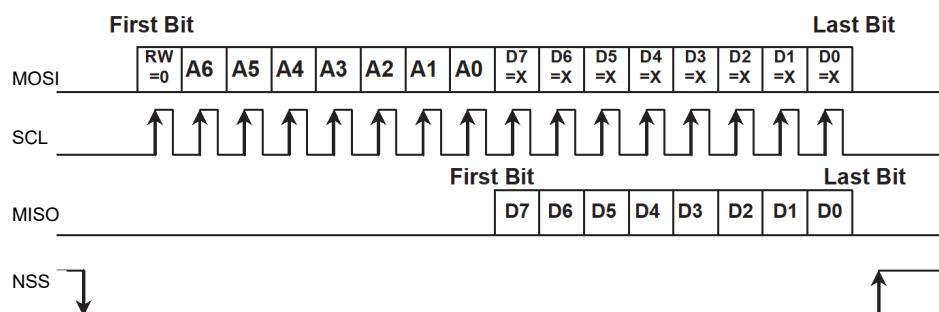 First Bit Last Bit
MOSI RW =0 A6 A5 A4 A3 A2 A1 A0 D7 =X D6 =X D5 =X D4 =X D3 =X D2 =X D1 =X D0 =X
SCL
First Bit Last Bit
MISO D7 D6 D5 D4 D3 D2 D1 D0
NSS